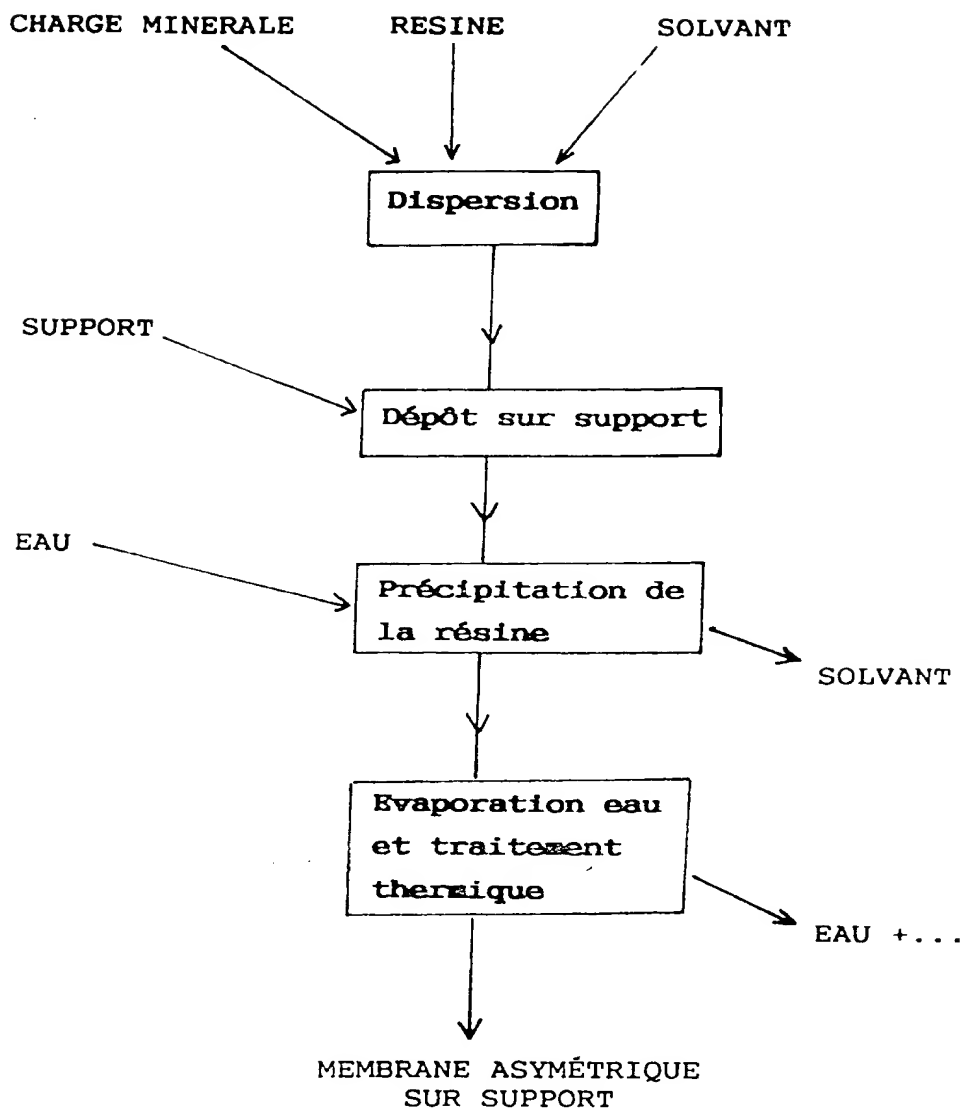 CHARGE MINERALE RESINE SOLVANT
Dispersion
SUPPORT
Dépôt sur support
EAU
Précipitation de
la résine
SOLVANT
Evaporation eau
et traitement
thermique
EAU +...
MEMBRANE ASYMÉTRIQUE
SUR SUPPORT